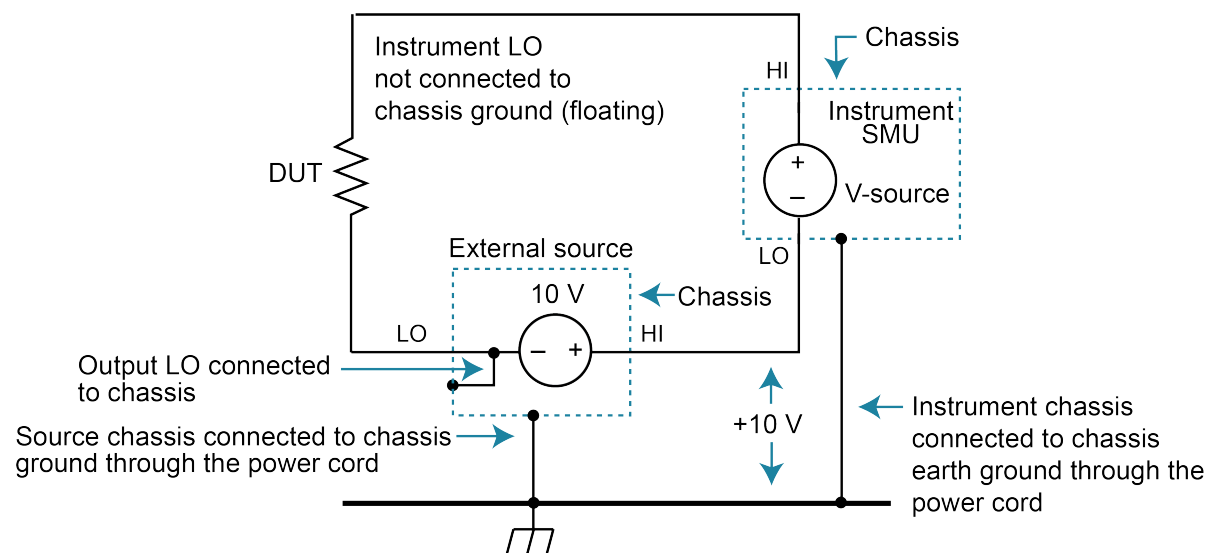 Instrument LO
not connected to
chassis ground (floating)
Chassis
HI
Instrument
SMU
+
–
V-source
LO
DUT
External source
10 V
Chassis
LO
– +
HI
Output LO connected
to chassis
Source chassis connected to chassis
ground through the power cord
+10 V
Instrument chassis
connected to chassis
earth ground through the
power cord